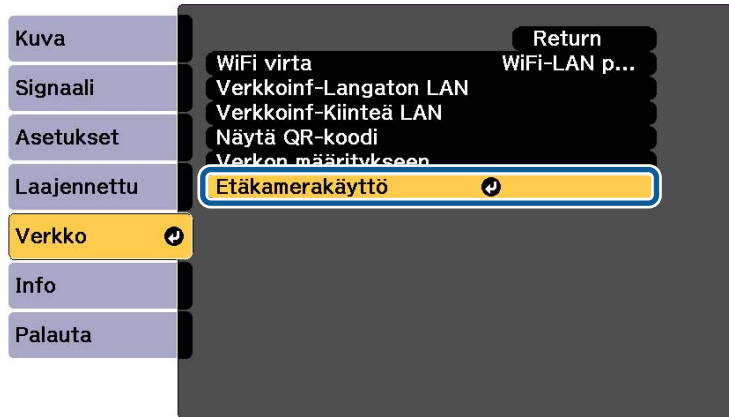 Kuva
Signaali
Asetukset
Laajennettu
Verkko
Info
Palauta
Return
WiFi virta WiFi-LAN p...
Verkkoinf-Langaton LAN
Verkkoinf-Kiinteä LAN
Näytä QR-koodi
Verkon määritykseen
Etäkamerakäyttö